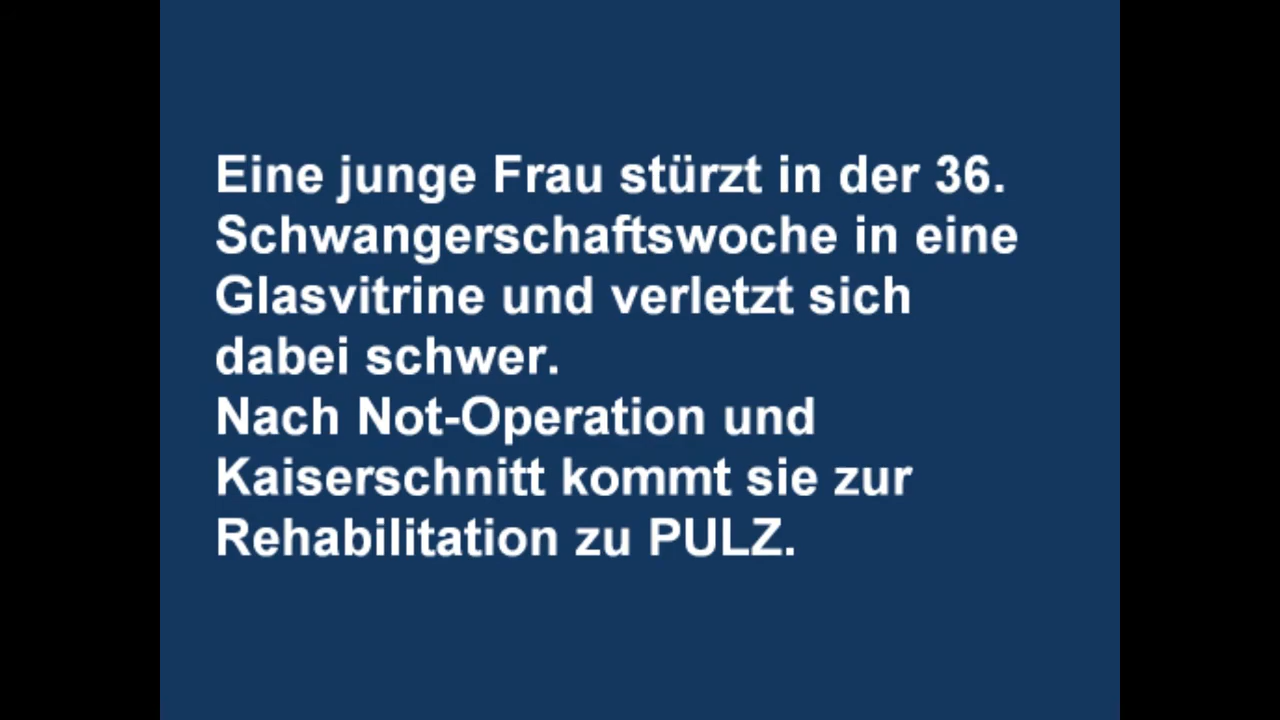 Eine junge Frau stürzt in der 36.
Schwangerschaftswoche in eine
Glasvitrine und verletzt sich
dabei schwer.
Nach Not-Operation und
Kaiserschnitt kommt sie zur
Rehabilitation zu PULZ.